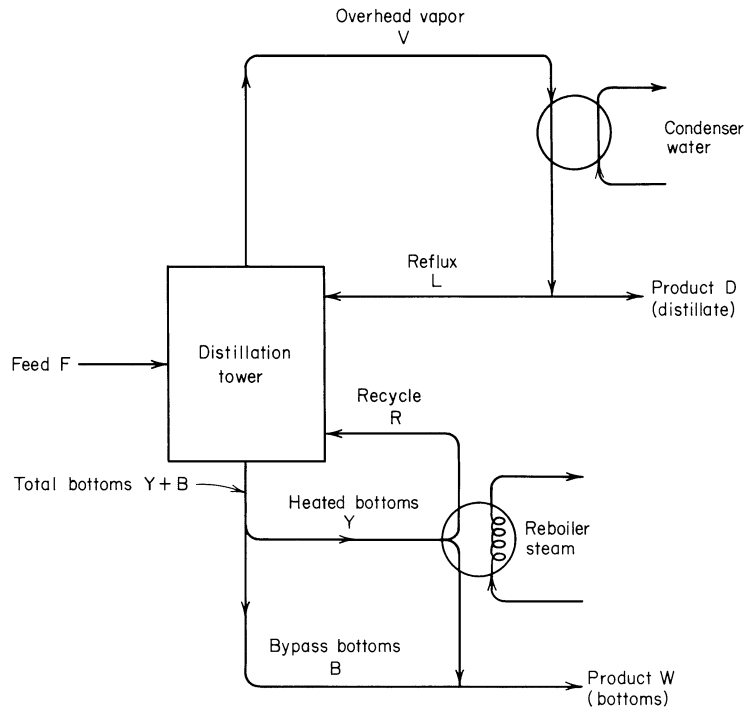 Overhead vapor
V
Condenser
water
Reflux
L
Product D
(distillate)
Distillation
tower
Feed F
Recycle
R
Total bottoms Y+B
Heated bottoms
Y
Reboiler
steam
Bypass bottoms
B
Product W
(bottoms)